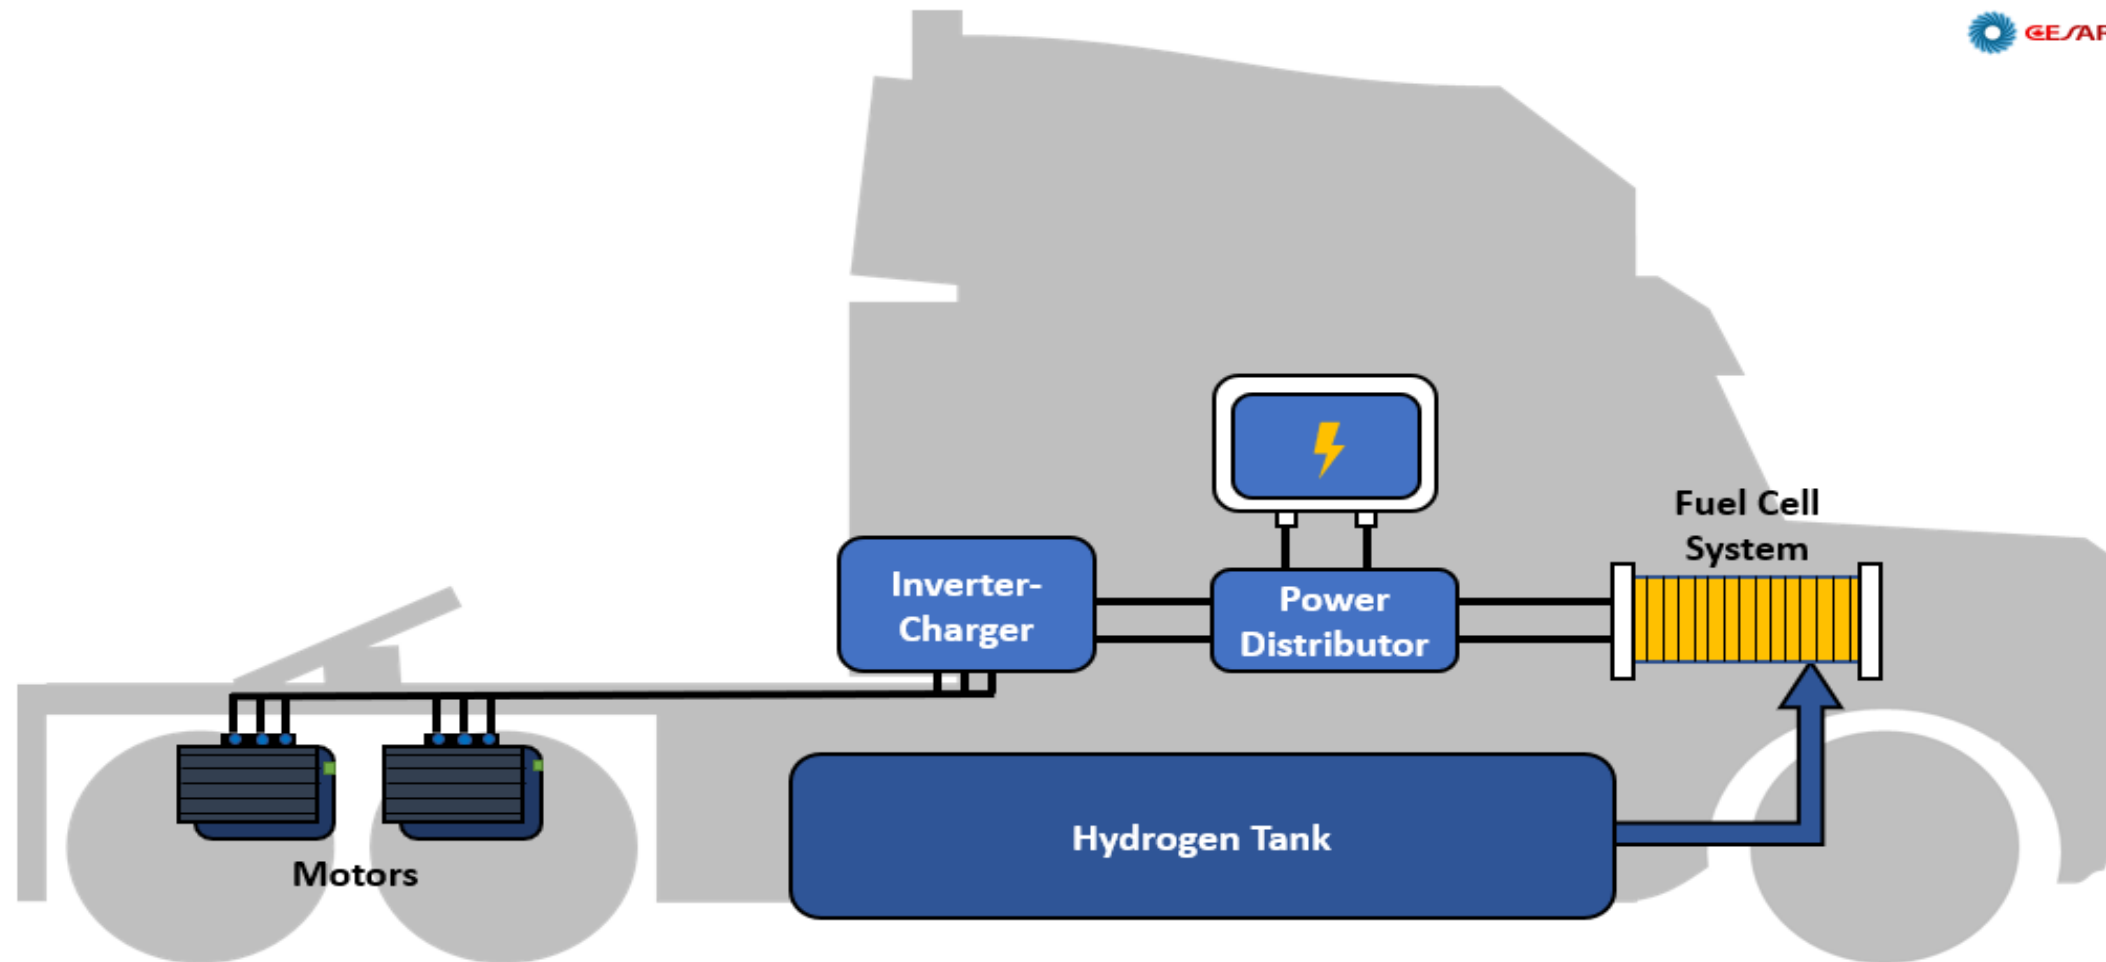 Fuel Cell
System
Inverter-
Charger
Power
Distributor
Hydrogen Tank
Motors